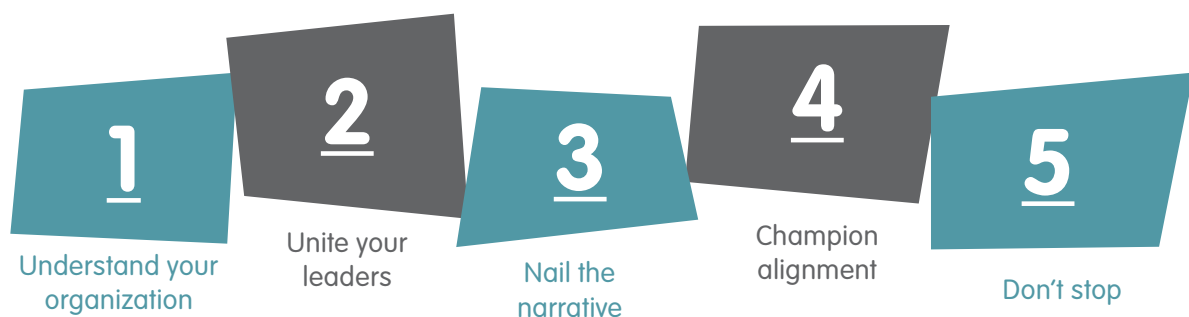 1
Understand your
organization
2
Unite your
leaders
3
Nail the
narrative
4
Champion
alignment
5
Don’t stop